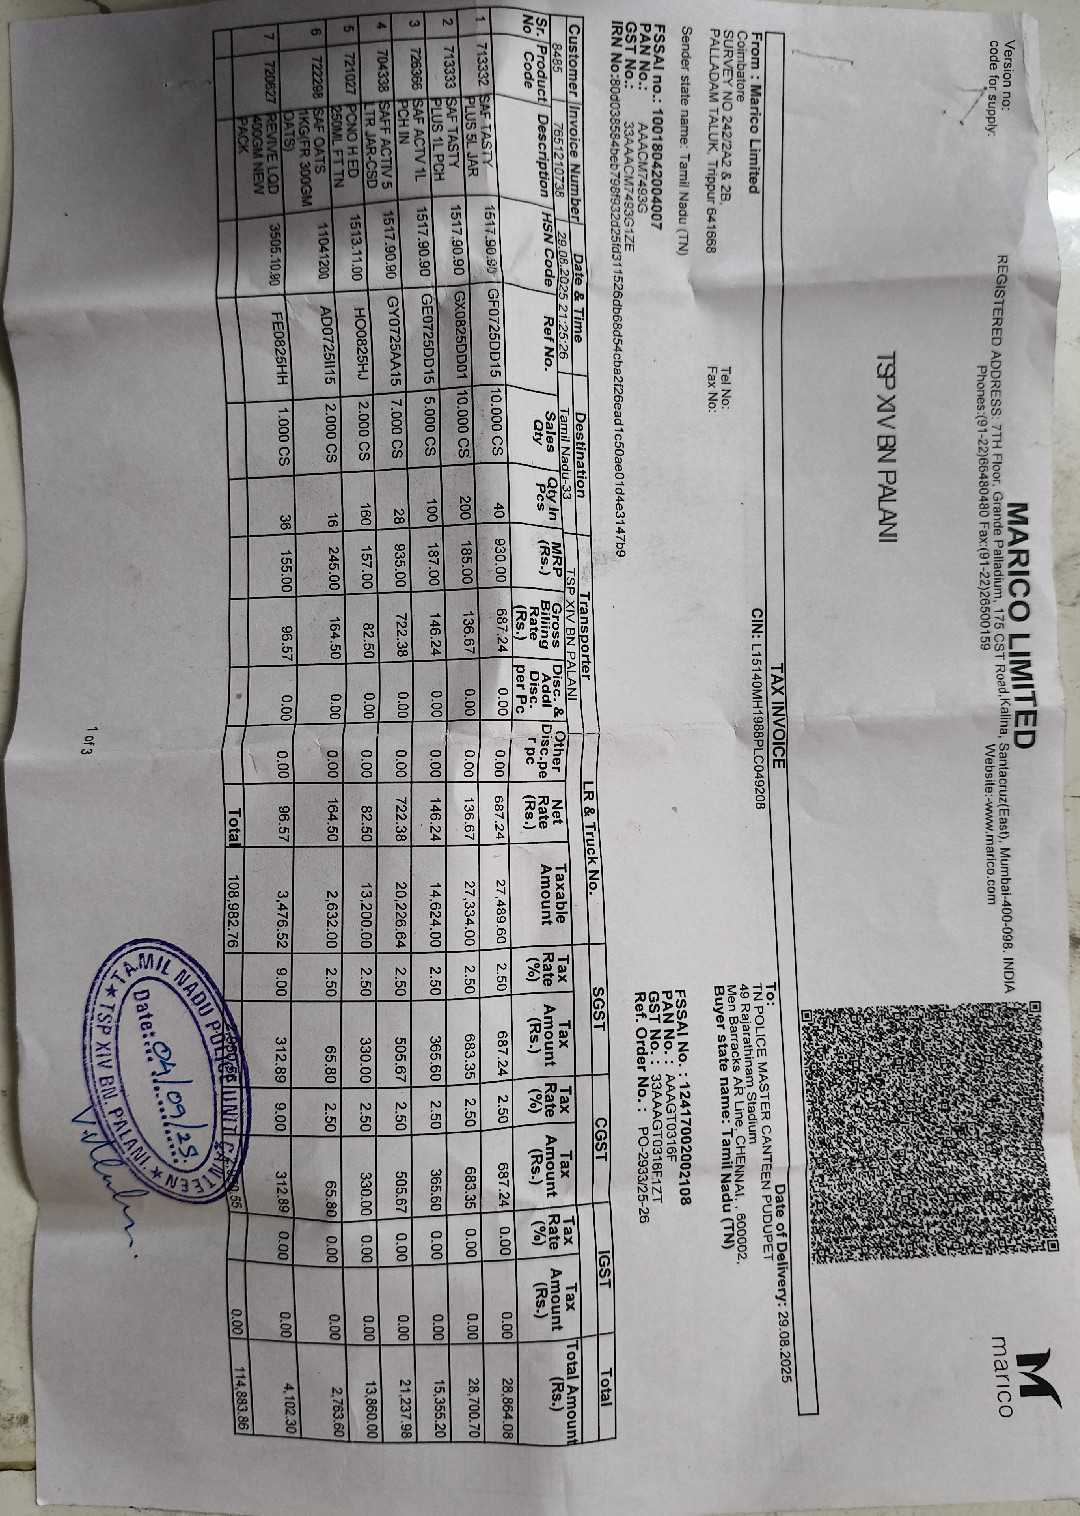 MARICO LIMITED
REGISTERED ADDRESS: 7TH Floor, Grande Palladium, 175 CST Road,Kalina, Santacruz(East), Mumbai-400-098. INDIA
Phones:(91-22)66480480 Fax:(91-22)26500159 Website:-www.marico.com
marico
Version no:
code for supply:
TSP XIV BN PALANI
TAX INVOICE
Date of Delivery: 29.08.2025
CIN: L15140MH1988PLC049208
From : Marico Limited
Coimbatore
SURVEY NO 242/2A2 & 2B,
PALLADAM TALUK, Trippur 641668
Tel No:
Fax No:
Sender state name: Tamil Nadu (TN)
To:
TN POLICE MASTER CANTEEN PUDUPET
49 Rajarathinam Stadium
Men Barracks AR Line, CHENNAI, , 600002,
Buyer state name: Tamil Nadu (TN)
FSSAI no.: 10018042004007
PAN No.: AAACM7493G
GST No.: 33AAACM7493G1ZE
IRN No:80d038584beb798f932d25fd311526db68d54cba2f26ead1c50ae01d4e3147b9
FSSAI No. : 12417002002108
PAN No : AAAGT0316F
GST No. : 33AAAGT0316F1ZT
Ref. Order No. : PO-2933/25-26
Customer Invoice Number Date & Time Destination Transporter LR & Truck No. SGST CGST IGST Total
8485 7651210738 29.08.2025 21:25:26 Tamil Nadu-33 TSP XIV BN PALANI
Sr. No Product Code Description HSN Code Ref No. Sales Qty Qty In Pcs MRP (Rs.) Gross Billing Rate (Rs.) Disc. & Addl Disc. per Pc Other Disc.pe r pc Net Rate (Rs.) Taxable Amount Tax Rate (%) Tax Amount (Rs.) Tax Rate (%) Tax Amount (Rs.) Tax Rate (%) Tax Amount (Rs.) Total Amount (Rs.)
1 713332 SAF TASTY PLUS 5L JAR 1517.90.90 GF0725DD15 10.000 CS 40 930.00 687.24 0.00 0.00 687.24 27,489.60 2.50 687.24 2.50 687.24 0.00 0.00 28,864.08
2 713333 SAF TASTY PLUS 1L PCH 1517.90.90 GX0825DD01 10.000 CS 200 185.00 136.67 0.00 0.00 136.67 27,334.00 2.50 683.35 2.50 683.35 0.00 0.00 28,700.70
3 726366 SAF ACTIV 1L PCH IN 1517.90.90 GE0725DD15 5.000 CS 100 187.00 146.24 0.00 0.00 146.24 14,624.00 2.50 365.60 2.50 365.60 0.00 0.00 15,355.20
4 704338 SAFF ACTIV 5 LTR JAR-CSD 1517.90.90 GY0725AA15 7.000 CS 28 935.00 722.38 0.00 0.00 722.38 20,226.64 2.50 505.67 2.50 505.67 0.00 0.00 21,237.98
5 721027 PCNO H ED 250ML FT TN 1513.11.00 HO0825HJ 2.000 CS 160 157.00 82.50 0.00 0.00 82.50 13,200.00 2.50 330.00 2.50 330.00 0.00 0.00 13,860.00
6 722298 SAF OATS 1KG(FR 300GM OATS) 11041200 AD0725II15 2.000 CS 16 245.00 164.50 0.00 0.00 164.50 2,632.00 2.50 65.80 2.50 65.80 0.00 0.00 2,763.60
7 720627 REVIVE LQD 400GM NEW PACK 3505.10.90 FE0825HH 1.000 CS 36 155.00 96.57 0.00 0.00 96.57 3,476.52 9.00 312.89 9.00 312.89 0.00 0.00 4,102.30
Total 108,982.76 0.00 114,883.86
TAMIL NADU POLICE UNIT CANTEEN
Date: 04/09/25
TSP XIV BN. PALANI.
1 of 3